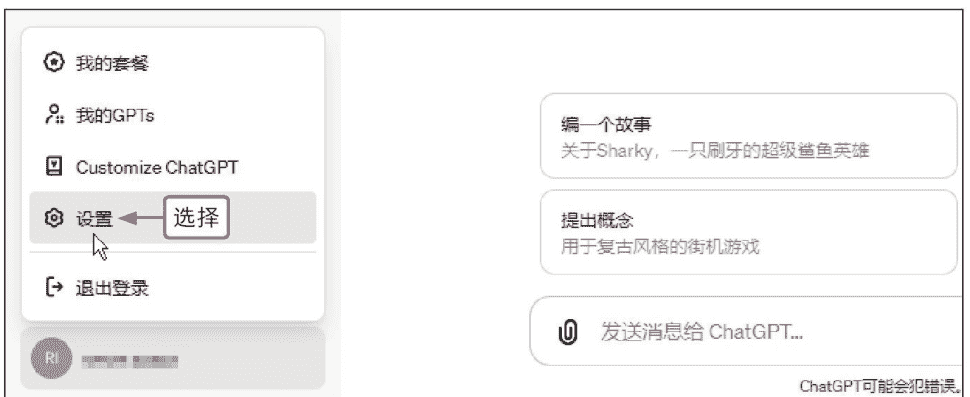 我的套餐
我的GPTs
Customize ChatGPT
设置
选择
退出登录
RI
编一个故事
关于Sharky，一只刷牙的超级鲨鱼英雄
提出概念
用于复古风格的街机游戏
发送消息给 ChatGPT...
ChatGPT可能会犯错误。